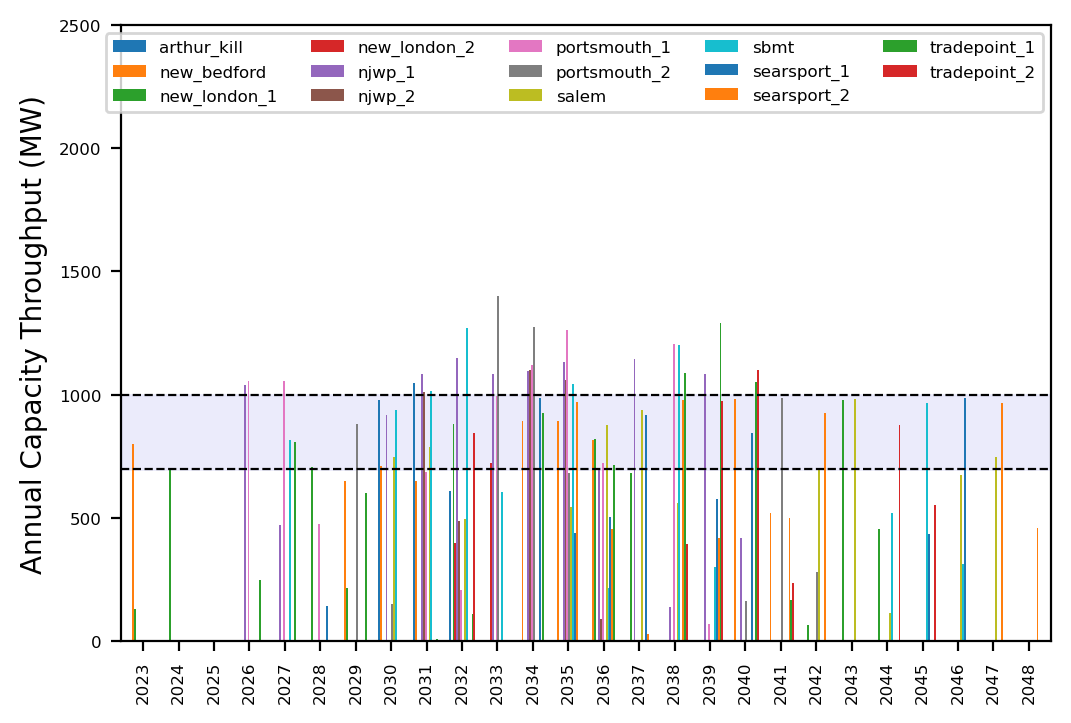 Annual Capacity Throughput (MW)
2500
2000
1500
1000
500
0
arthur_kill
new_bedford
new_london_1
new_london_2
njwp_1
njwp_2
portsmouth_1
portsmouth_2
salem
sbmt
searsport_1
searsport_2
tradepoint_1
tradepoint_2
2023
2024
2025
2026
2027
2028
2029
2030
2031
2032
2033
2034
2035
2036
2037
2038
2039
2040
2041
2042
2043
2044
2045
2046
2047
2048